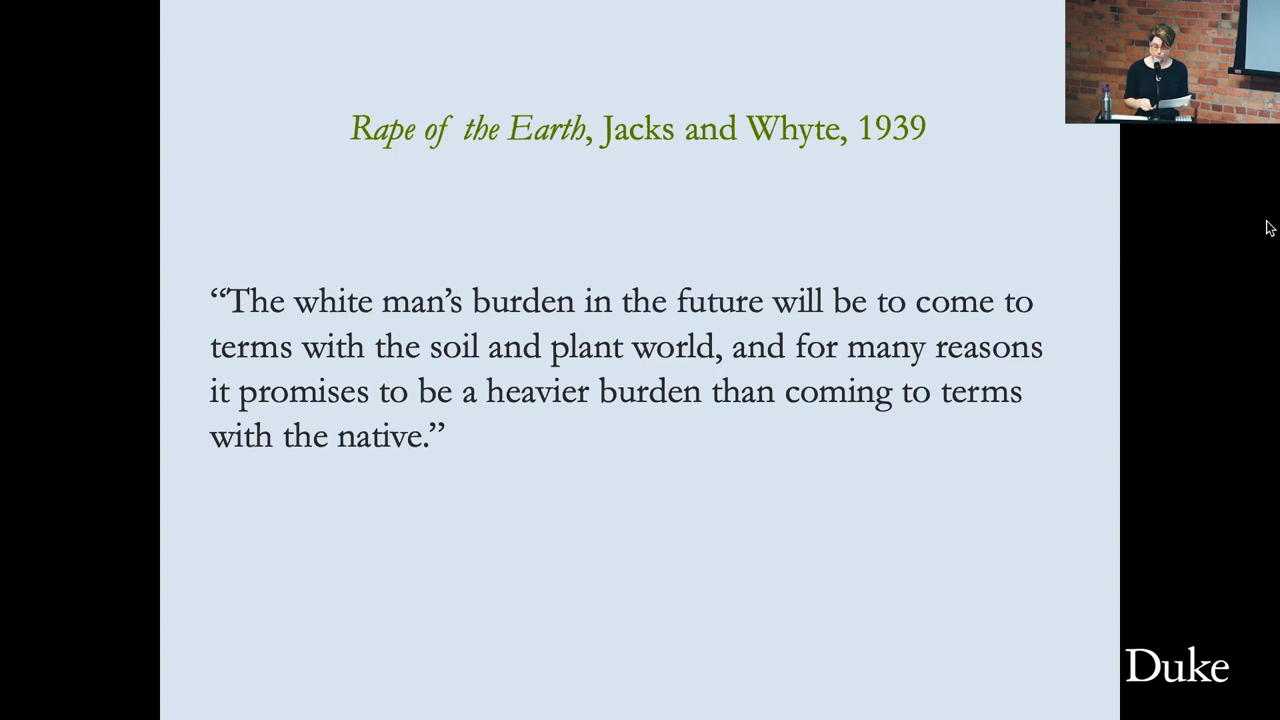 Rape of the Earth, Jacks and Whyte, 1939
“The white man’s burden in the future will be to come to
terms with the soil and plant world, and for many reasons
it promises to be a heavier burden than coming to terms
with the native.”
Duke